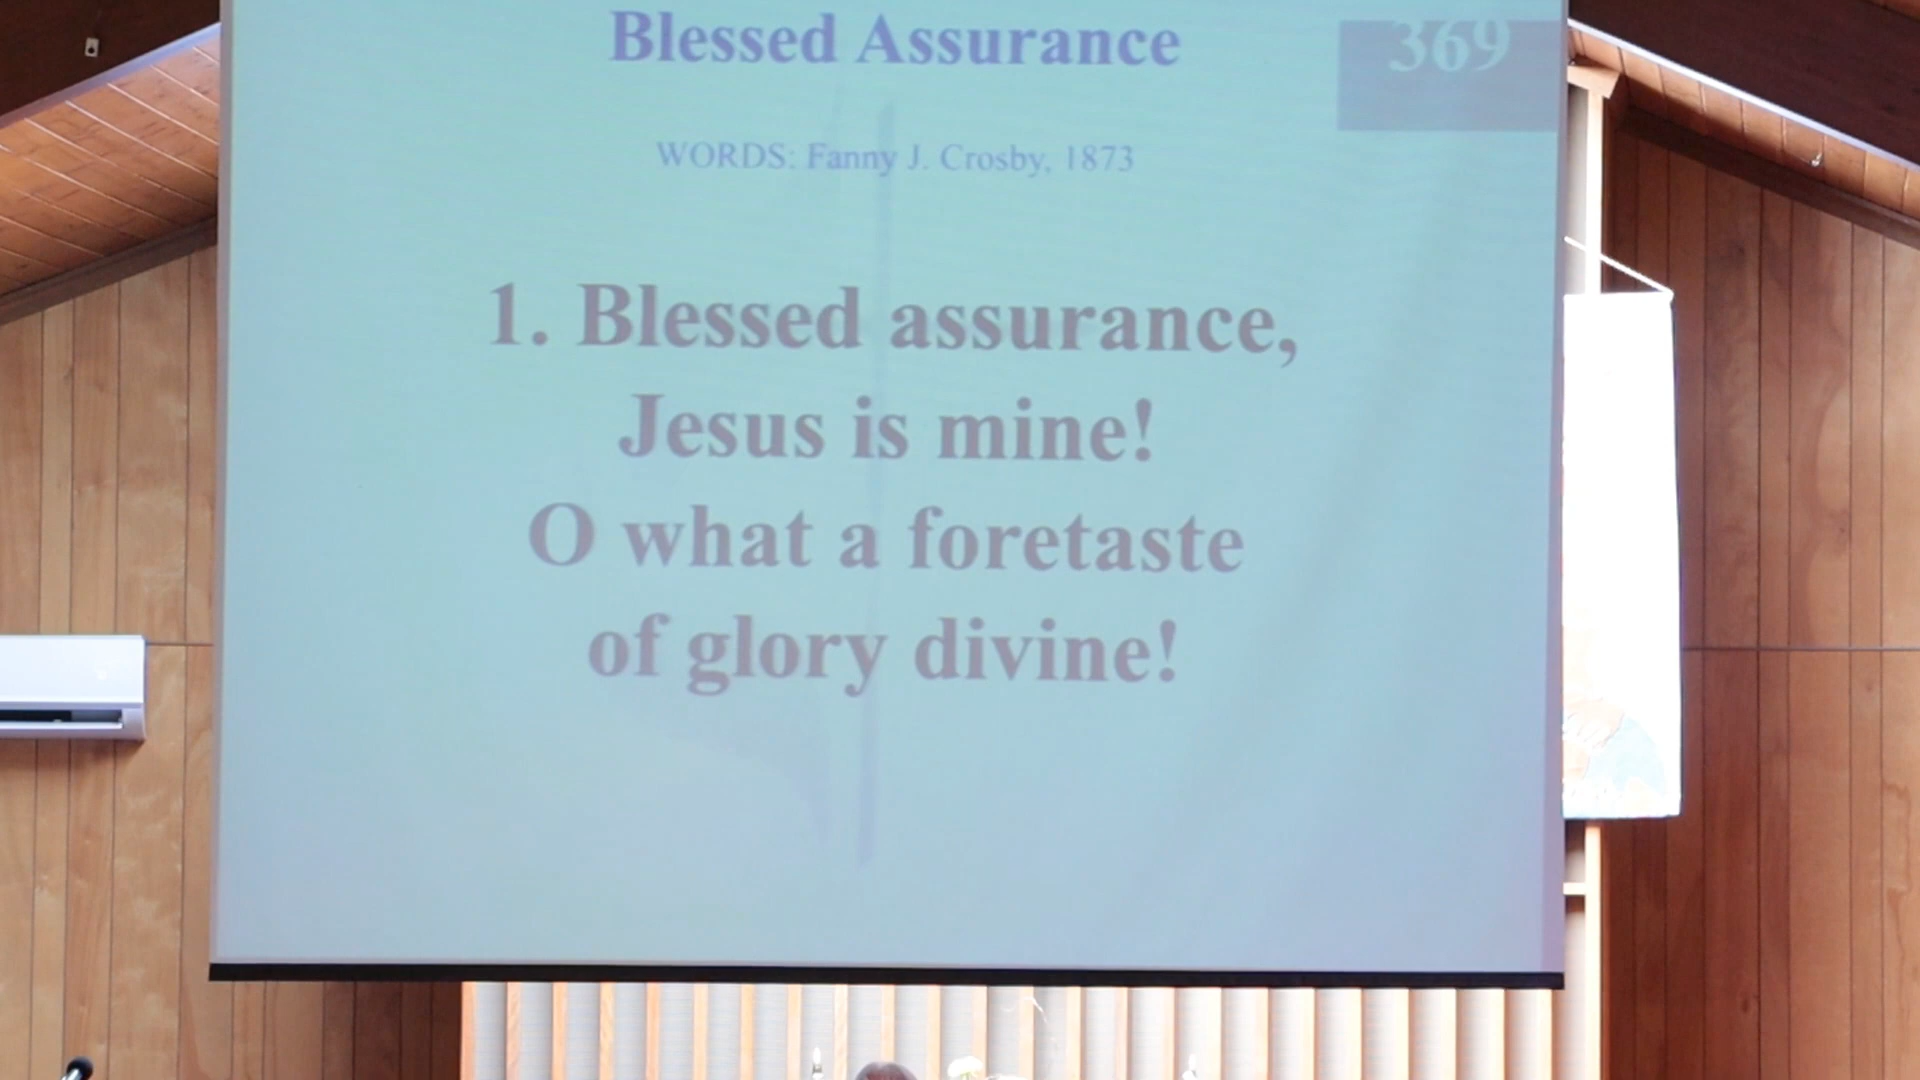 Blessed Assurance
369
WORDS: Fanny J. Crosby, 1873
1. Blessed assurance,
Jesus is mine!
O what a foretaste
of glory divine!